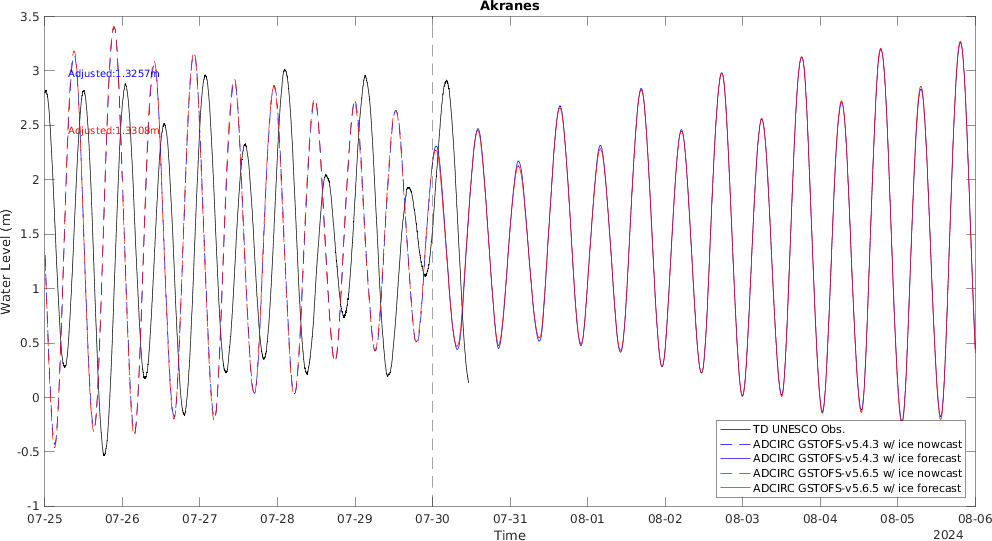 Akranes
3.5
3
2.5
2
1.5
1
0.5
0
-0.5
-1
Water Level (m)
Adjusted:1.3257m
Adjusted:1.3308m
TD UNESCO Obs.
ADCIRC GSTOFS-v5.4.3 w/ ice nowcast
ADCIRC GSTOFS-v5.4.3 w/ ice forecast
ADCIRC GSTOFS-v5.6.5 w/ ice nowcast
ADCIRC GSTOFS-v5.6.5 w/ ice forecast
07-25 07-26 07-27 07-28 07-29 07-30 07-31 08-01 08-02 08-03 08-04 08-05 08-06
Time
2024